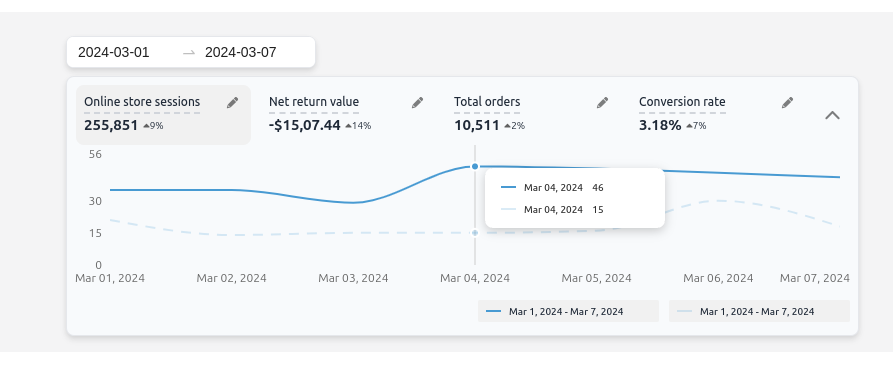 2024-03-01 2024-03-07
Online store sessions Net return value Total orders Conversion rate
255,851 9% -$15,07.44 14% 10,511 2% 3.18% 7%
56
30
15
0
Mar 04, 2024 46
Mar 04, 2024 15
Mar 01, 2024 Mar 02, 2024 Mar 03, 2024 Mar 04, 2024 Mar 05, 2024 Mar 06, 2024 Mar 07, 2024
Mar 1, 2024 - Mar 7, 2024 Mar 1, 2024 - Mar 7, 2024